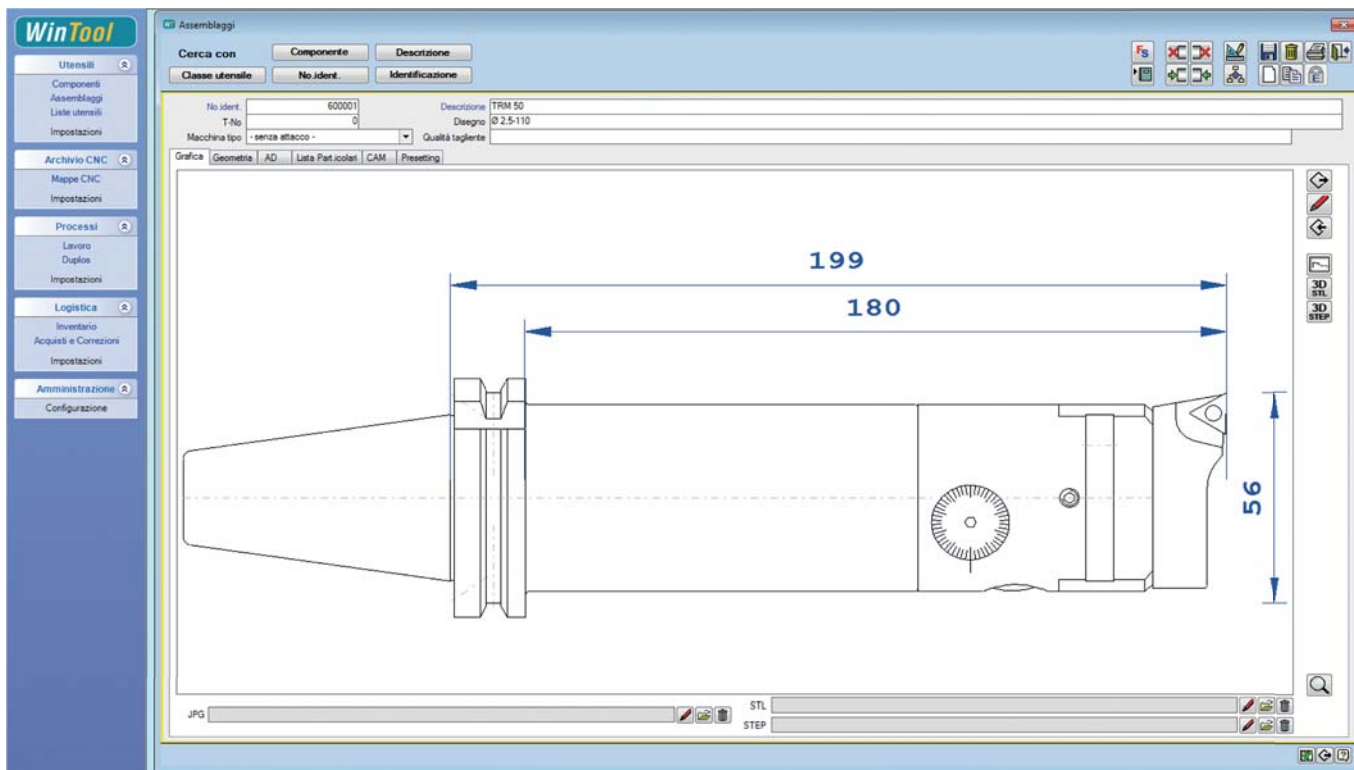 WinTool
Utensili
Componenti
Assemblaggi
Liste utensili
Impostazioni
Archivio CNC
Mappe CNC
Impostazioni
Processi
Lavoro
Duplos
Impostazioni
Logistica
Inventario
Acquisti e Correzioni
Impostazioni
Amministrazione
Configurazione
Assemblaggi
Cerca con Componente Descrizione
Classe utensile No.ident. Identificazione
FS
No.ident. 600001 Descrizione TRM 50
T-No 0 Disegno Ø 2,5-110
Macchina tipo - senza attacco - Qualità tagliente
Grafica Geometria AD Lista Part.icolari CAM Presetting
199
180
56
3D STL
3D STEP
JPG
STL
STEP